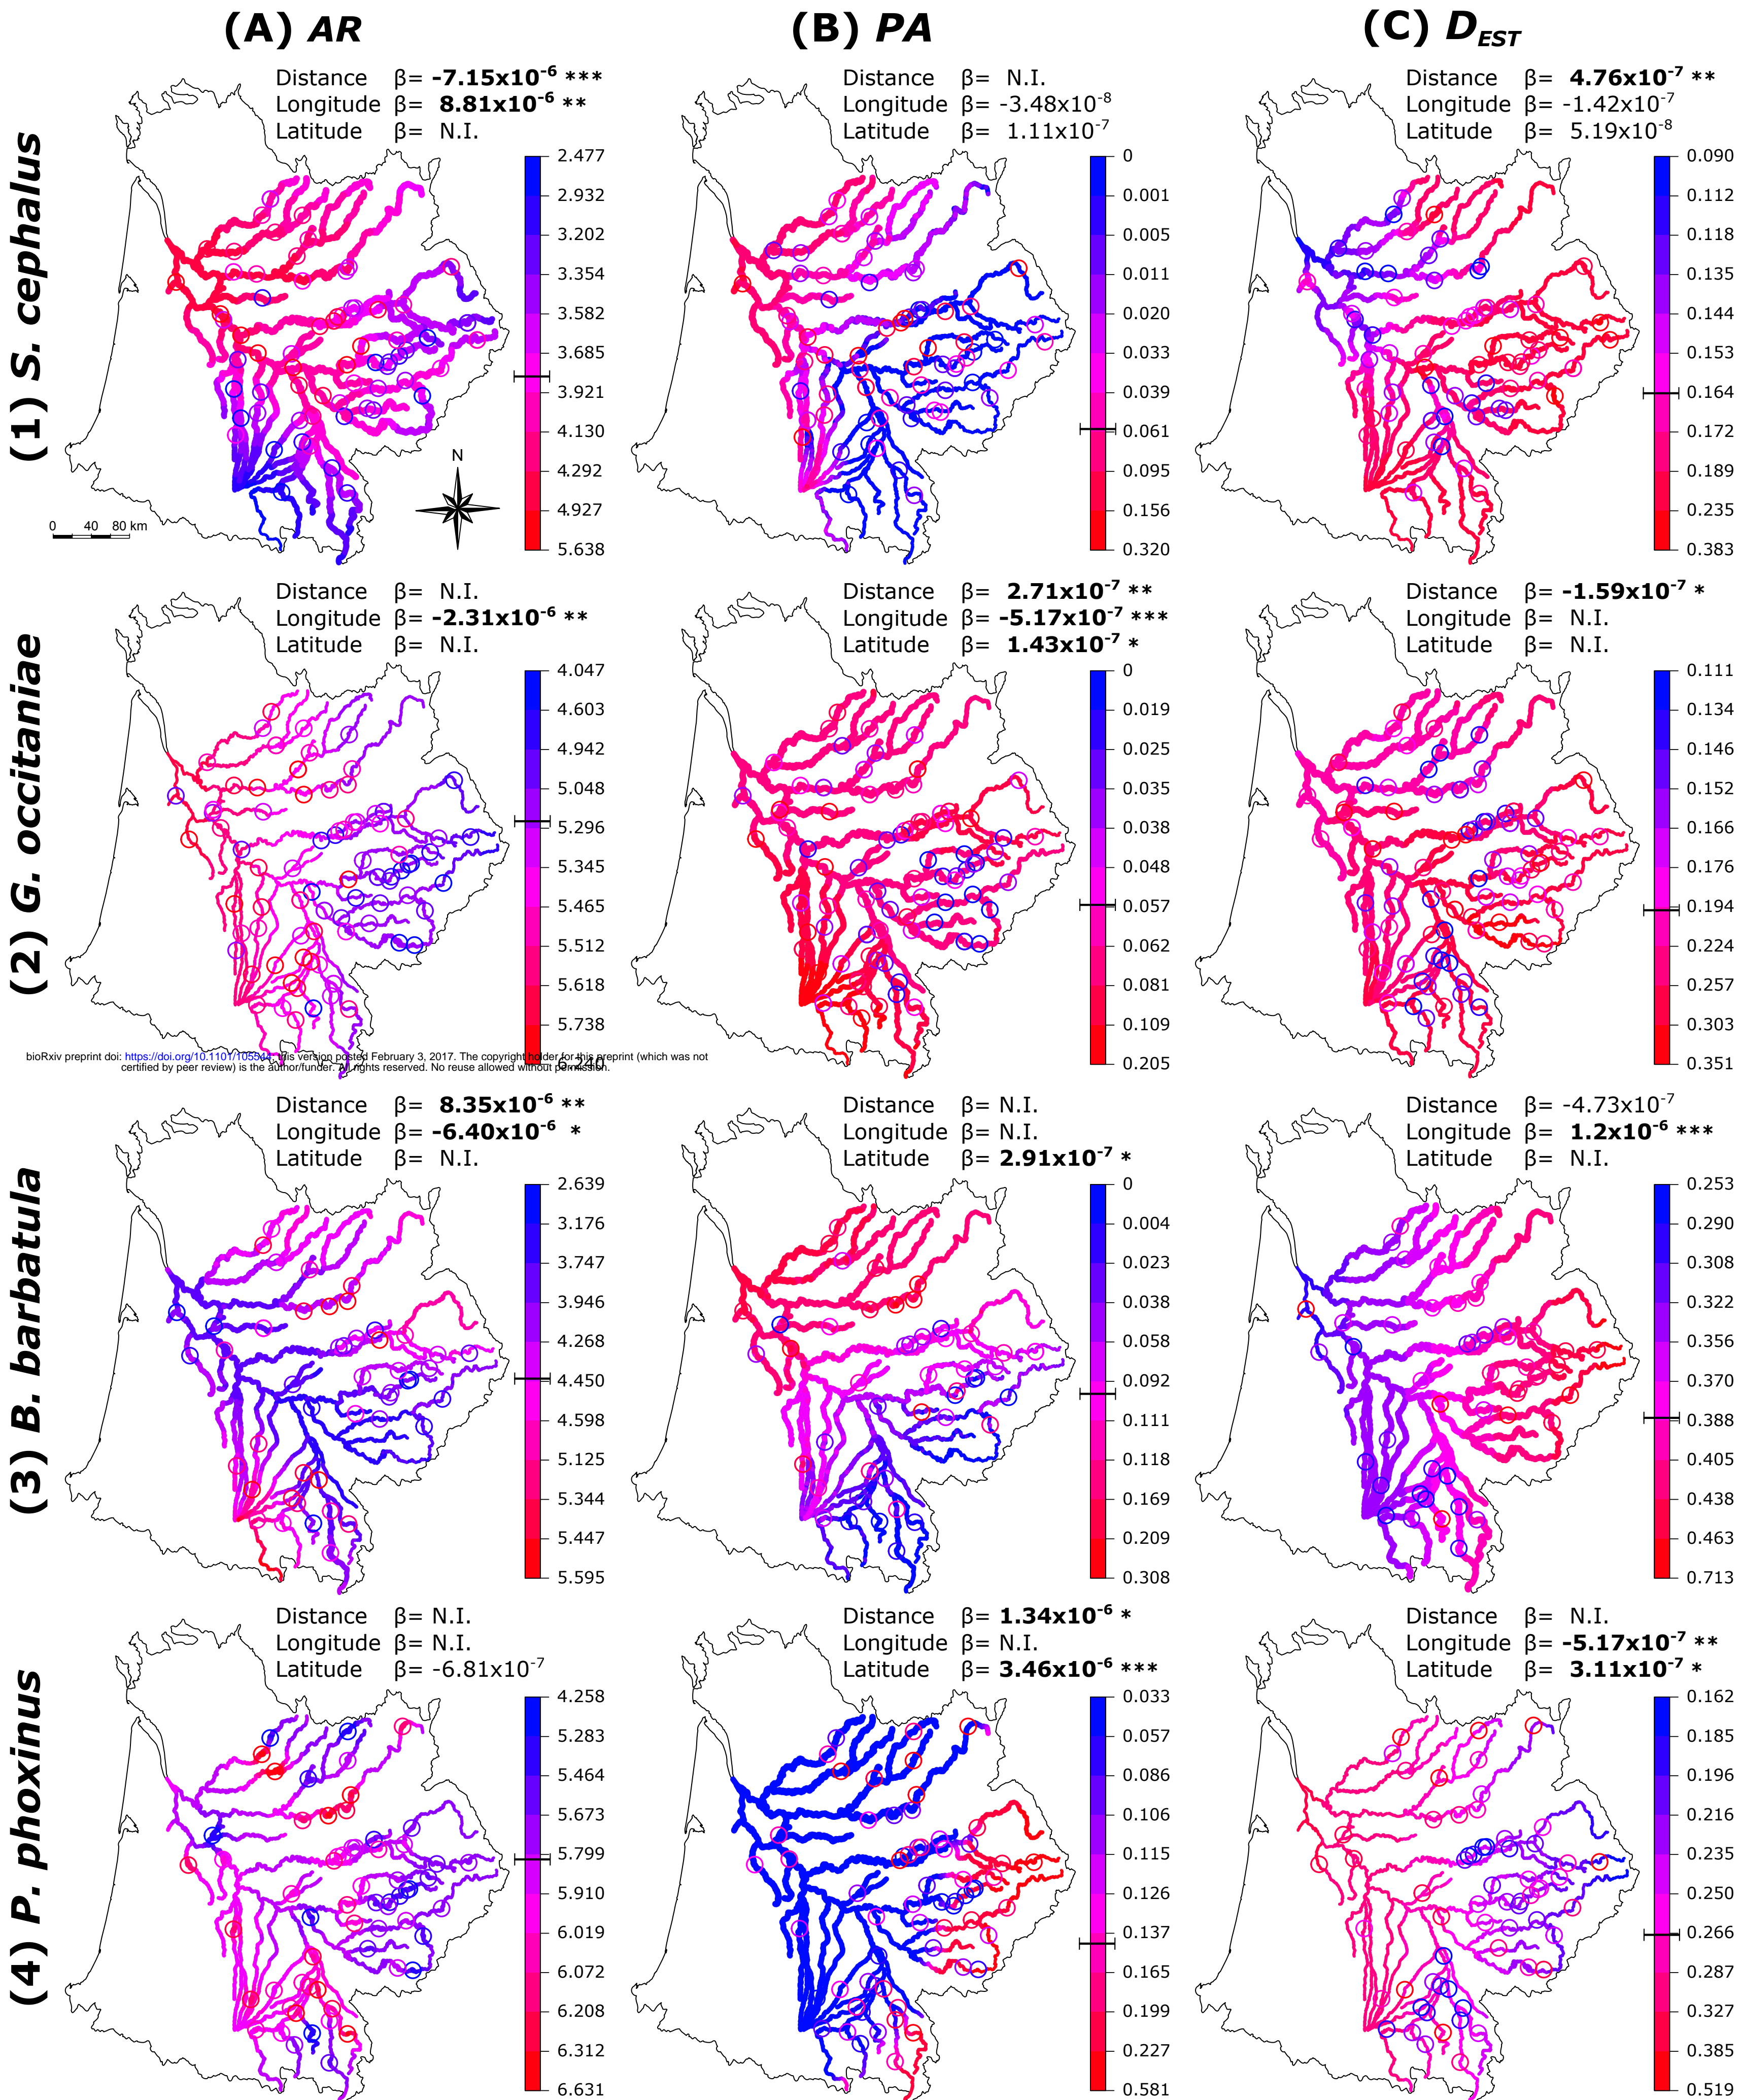 (A) AR
(B) PA
(C) D_EST
(1) S. cephalus
Distance β= -7.15x10^-6 ***
Longitude β= 8.81x10^-6 **
Latitude β= N.I.
2.477
2.932
3.202
3.354
3.582
3.685
3.921
4.130
4.292
4.927
5.638
N
0 40 80 km
Distance β= N.I.
Longitude β= -3.48x10^-8
Latitude β= 1.11x10^-7
0
0.001
0.005
0.011
0.020
0.033
0.039
0.061
0.095
0.156
0.320
Distance β= 4.76x10^-7 **
Longitude β= -1.42x10^-7
Latitude β= 5.19x10^-8
0.090
0.112
0.118
0.135
0.144
0.153
0.164
0.172
0.189
0.235
0.383
(2) G. occitaniae
Distance β= N.I.
Longitude β= -2.31x10^-6 **
Latitude β= N.I.
4.047
4.603
4.942
5.048
5.296
5.345
5.465
5.512
5.618
5.738
Distance β= 2.71x10^-7 **
Longitude β= -5.17x10^-7 ***
Latitude β= 1.43x10^-7 *
0
0.019
0.025
0.035
0.038
0.048
0.057
0.062
0.081
0.109
0.205
Distance β= -1.59x10^-7 *
Longitude β= N.I.
Latitude β= N.I.
0.111
0.134
0.146
0.152
0.166
0.176
0.194
0.224
0.257
0.303
0.351
bioRxiv preprint doi: this version posted February 3, 2017. The copyright holder for this preprint (which was not
certified by peer review) is the author/funder. All rights reserved. No reuse allowed without permission.
(3) B. barbatula
Distance β= 8.35x10^-6 **
Longitude β= -6.40x10^-6 *
Latitude β= N.I.
2.639
3.176
3.747
3.946
4.268
4.450
4.598
5.125
5.344
5.447
5.595
Distance β= N.I.
Longitude β= N.I.
Latitude β= 2.91x10^-7 *
0
0.004
0.023
0.038
0.058
0.092
0.111
0.118
0.169
0.209
0.308
Distance β= -4.73x10^-7
Longitude β= 1.2x10^-6 ***
Latitude β= N.I.
0.253
0.290
0.308
0.322
0.356
0.370
0.388
0.405
0.438
0.463
0.713
(4) P. phoxinus
Distance β= N.I.
Longitude β= N.I.
Latitude β= -6.81x10^-7
4.258
5.283
5.464
5.673
5.799
5.910
6.019
6.072
6.208
6.312
6.631
Distance β= 1.34x10^-6 *
Longitude β= N.I.
Latitude β= 3.46x10^-6 ***
0.033
0.057
0.086
0.106
0.115
0.126
0.137
0.165
0.199
0.227
0.581
Distance β= N.I.
Longitude β= -5.17x10^-7 **
Latitude β= 3.11x10^-7 *
0.162
0.185
0.196
0.216
0.235
0.250
0.266
0.287
0.327
0.385
0.519